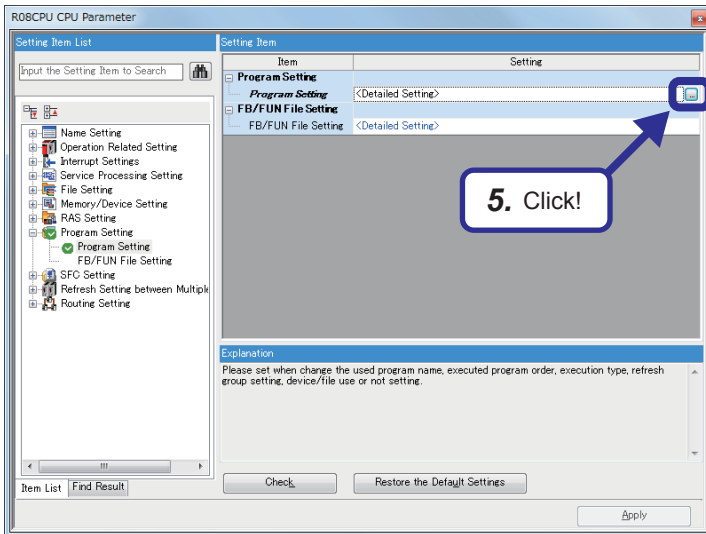 R08CPU CPU Parameter
Setting Item List
Input the Setting Item to Search
Name Setting
Operation Related Setting
Interrupt Settings
Service Processing Setting
File Setting
Memory/Device Setting
RAS Setting
Program Setting
Program Setting
FB/FUN File Setting
SFC Setting
Refresh Setting between Multiple
Routing Setting
Item List
Find Result
Setting Item
Item Setting
Program Setting
Program Setting <Detailed Setting> ...
FB/FUN File Setting
FB/FUN File Setting <Detailed Setting>
5. Click!
Explanation
Please set when change the used program name, executed program order, execution type, refresh
group setting, device/file use or not setting.
Check
Restore the Default Settings
Apply